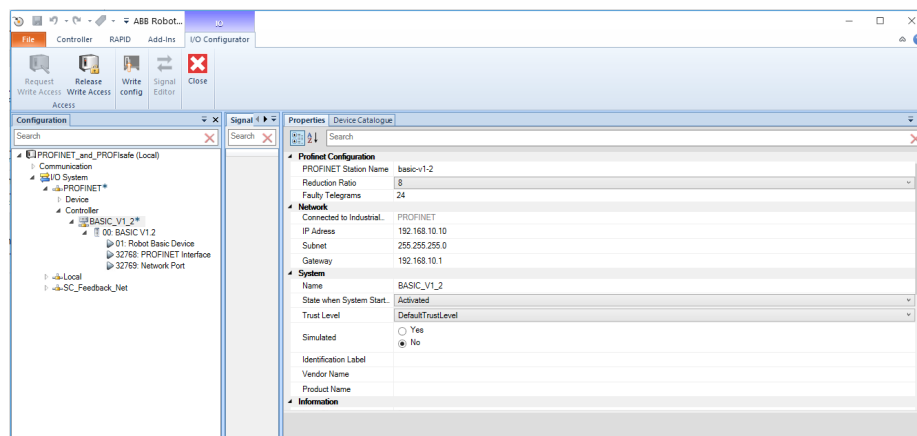 ABB Robot...
IO
File Controller RAPID Add-Ins I/O Configurator
Request Write Access
Release Write Access
Write config
Signal Editor
Close
Access
Configuration
Search
PROFINET_and_PROFIsafe (Local)
Communication
I/O System
PROFINET*
Device
Controller
BASIC_V1_2*
00: BASIC V1.2
01: Robot Basic Device
32768: PROFINET Interface
32769: Network Port
Local
SC_Feedback_Net
Signal
Search
Properties Device Catalogue
Search
Profinet Configuration
PROFINET Station Name basic-v1-2
Reduction Ratio 8
Faulty Telegrams 24
Network
Connected to Industrial.. PROFINET
IP Adress 192.168.10.10
Subnet 255.255.255.0
Gateway 192.168.10.1
System
Name BASIC_V1_2
State when System Start.. Activated
Trust Level DefaultTrustLevel
Simulated
Yes
No
Identification Label
Vendor Name
Product Name
Information